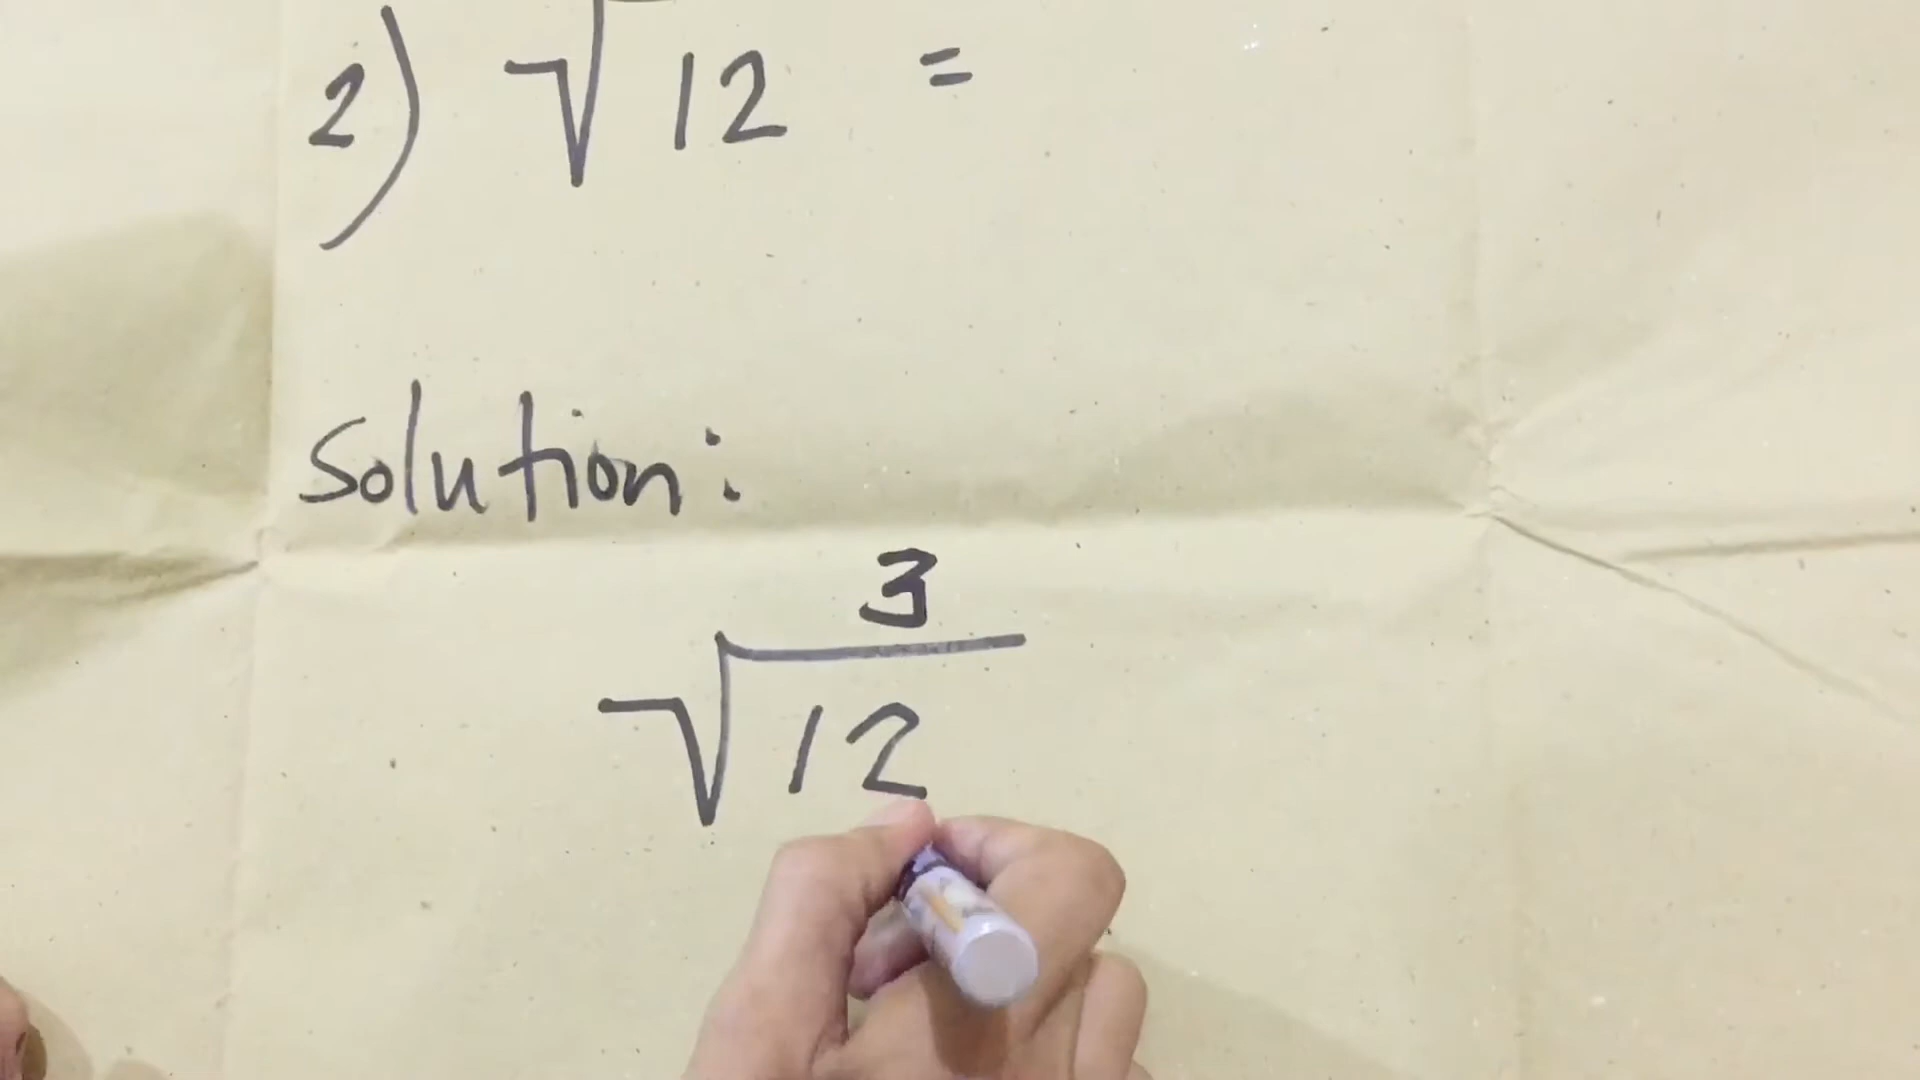 2) √12 =
Solution:
3
√12